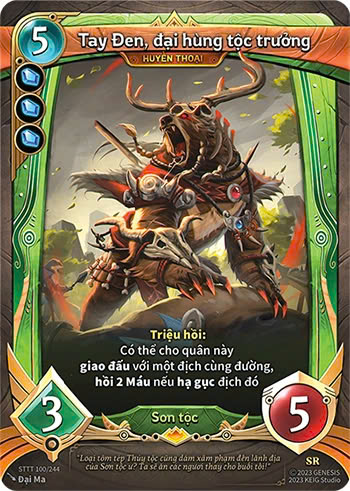 5
Tay Đen, đại hùng tộc trưởng
HUYỀN THOẠI
Triệu hồi:
Có thể cho quân này
giao đấu với một địch cùng đường,
hồi 2 Máu nếu hạ gục địch đó
3
Sơn tộc
5
STTT 100/244
Đại Ma
"Loại tôm tép Thủy tộc cũng dám xâm phạm đến lãnh địa
của Sơn tộc ư? Ta sẽ ăn các ngươi thay cho buổi tối!"
SR
© 2023 GENESIS
2023 KEIG Studio